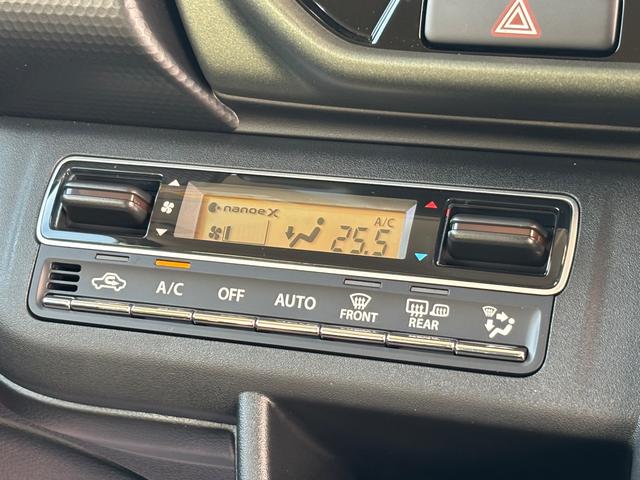 nanoeX
A/C
25.5
A/C
OFF
AUTO
FRONT
REAR